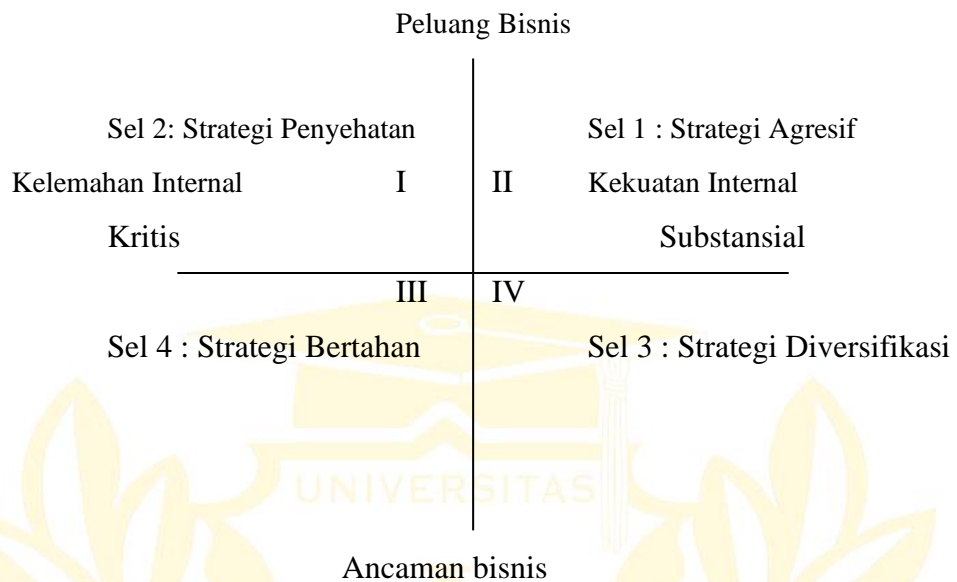 Peluang Bisnis
Sel 2: Strategi Penyehatan Sel 1 : Strategi Agresif
Kelemahan Internal I II Kekuatan Internal
Kritis Substansial
III IV
Sel 4 : Strategi Bertahan Sel 3 : Strategi Diversifikasi
UNIVERSITAS
Ancaman bisnis